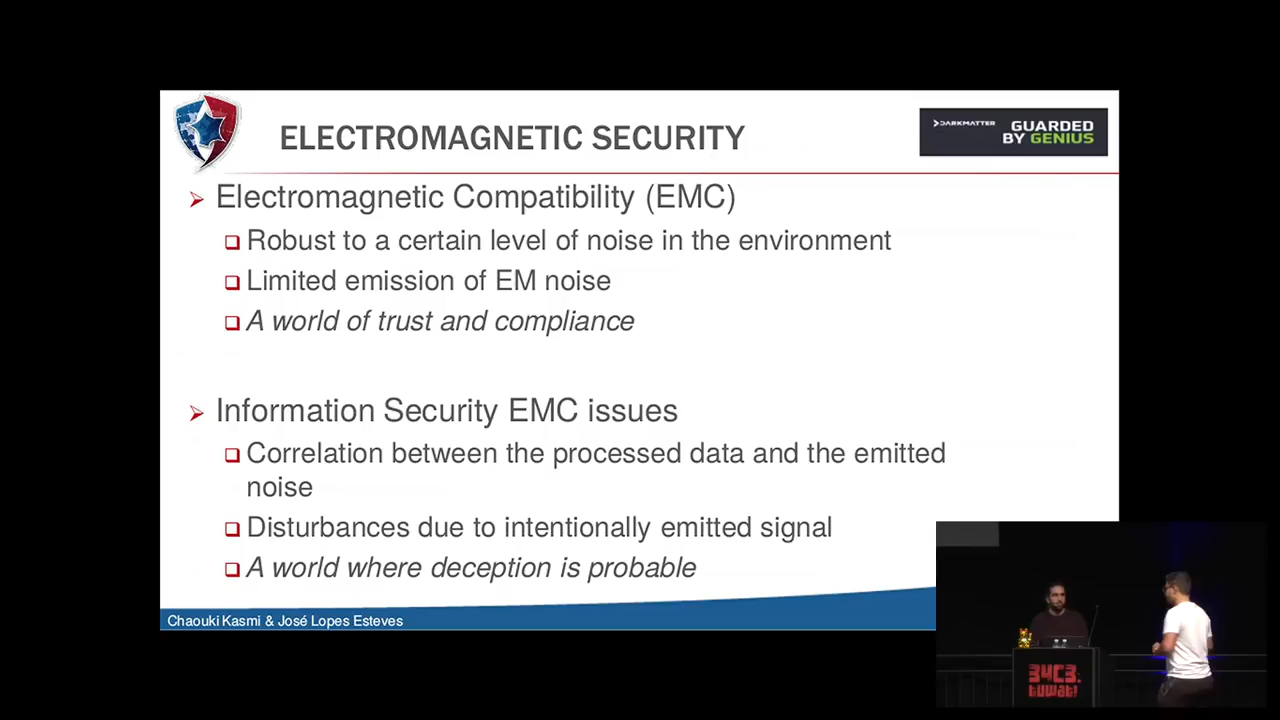 ELECTROMAGNETIC SECURITY
DARKMATTER
GUARDED
BY GENIUS
Electromagnetic Compatibility (EMC)
Robust to a certain level of noise in the environment
Limited emission of EM noise
A world of trust and compliance
Information Security EMC issues
Correlation between the processed data and the emitted
noise
Disturbances due to intentionally emitted signal
A world where deception is probable
Chaouki Kasmi & José Lopes Esteves
34C3.
tuwat!